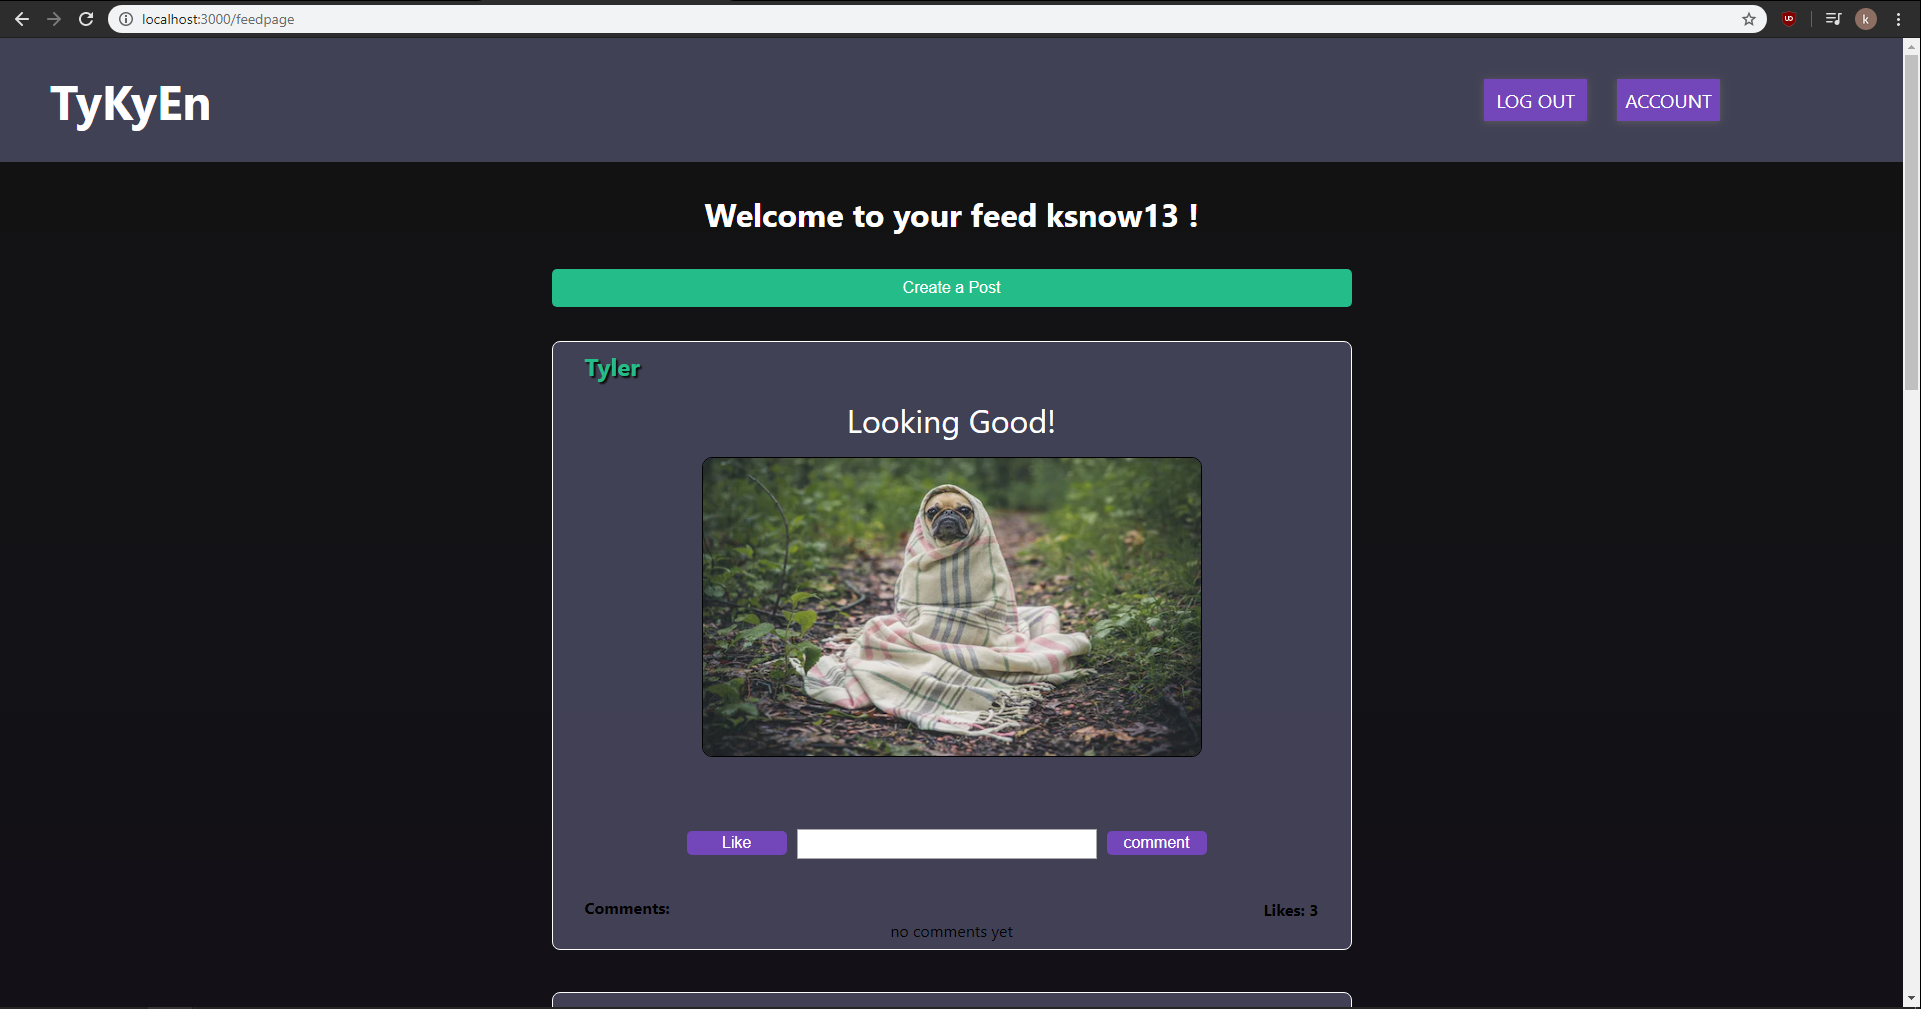 localhost:3000/feedpage
k
TyKyEn
LOG OUT
ACCOUNT
Welcome to your feed ksnow13 !
Create a Post
Tyler
Looking Good!
Like
comment
Comments:
Likes: 3
no comments yet